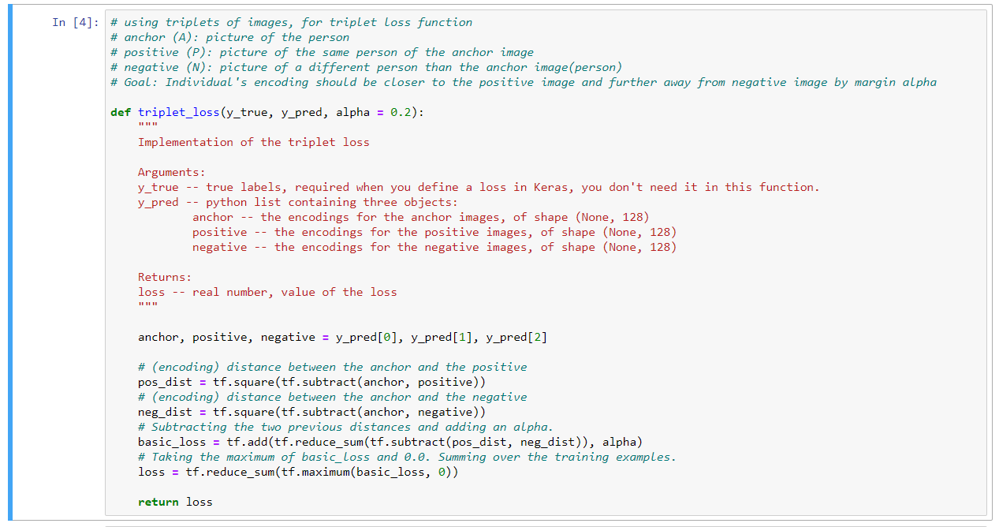 In [4]: # using triplets of images, for triplet loss function
# anchor (A): picture of the person
# positive (P): picture of the same person of the anchor image
# negative (N): picture of a different person than the anchor image(person)
# Goal: Individual's encoding should be closer to the positive image and further away from negative image by margin alpha

def triplet_loss(y_true, y_pred, alpha = 0.2):
    """
    Implementation of the triplet loss

    Arguments:
    y_true -- true labels, required when you define a loss in Keras, you don't need it in this function.
    y_pred -- python list containing three objects:
            anchor -- the encodings for the anchor images, of shape (None, 128)
            positive -- the encodings for the positive images, of shape (None, 128)
            negative -- the encodings for the negative images, of shape (None, 128)

    Returns:
    loss -- real number, value of the loss
    """

    anchor, positive, negative = y_pred[0], y_pred[1], y_pred[2]

    # (encoding) distance between the anchor and the positive
    pos_dist = tf.square(tf.subtract(anchor, positive))
    # (encoding) distance between the anchor and the negative
    neg_dist = tf.square(tf.subtract(anchor, negative))
    # Subtracting the two previous distances and adding an alpha.
    basic_loss = tf.add(tf.reduce_sum(tf.subtract(pos_dist, neg_dist)), alpha)
    # Taking the maximum of basic_loss and 0.0. Summing over the training examples.
    loss = tf.reduce_sum(tf.maximum(basic_loss, 0))

    return loss